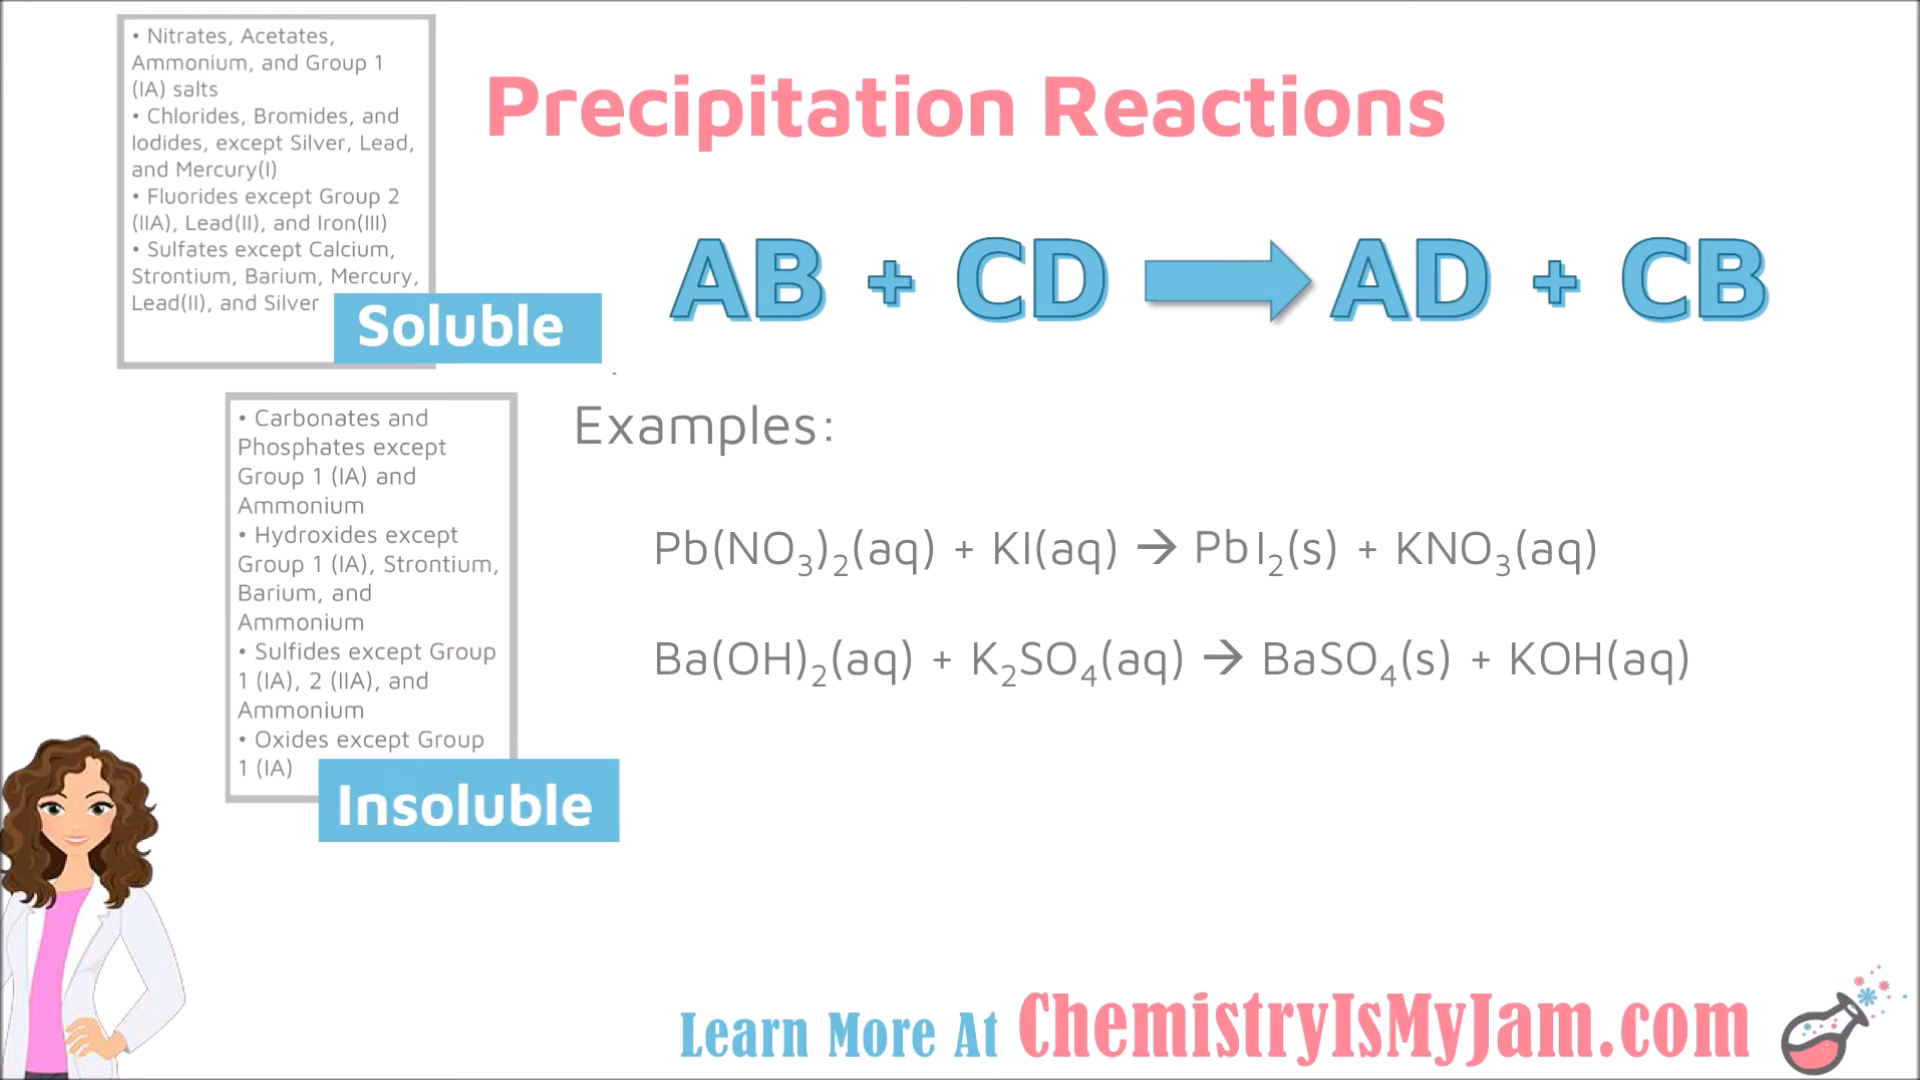 • Nitrates, Acetates,
Ammonium, and Group 1
(IA) salts
• Chlorides, Bromides, and
Iodides, except Silver, Lead,
and Mercury(I)
• Fluorides except Group 2
(IIA), Lead(II), and Iron(III)
• Sulfates except Calcium,
Strontium, Barium, Mercury,
Lead(II), and Silver
Soluble
Precipitation Reactions
AB + CD → AD + CB
• Carbonates and
Phosphates except
Group 1 (IA) and
Ammonium
• Hydroxides except
Group 1 (IA), Strontium,
Barium, and
Ammonium
• Sulfides except Group
1 (IA), 2 (IIA), and
Ammonium
• Oxides except Group
1 (IA)
Insoluble
Examples:
Pb(NO₃)₂(aq) + KI(aq) → PbI₂(s) + KNO₃(aq)
Ba(OH)₂(aq) + K₂SO₄(aq) → BaSO₄(s) + KOH(aq)
Learn More At ChemistryIsMyJam.com